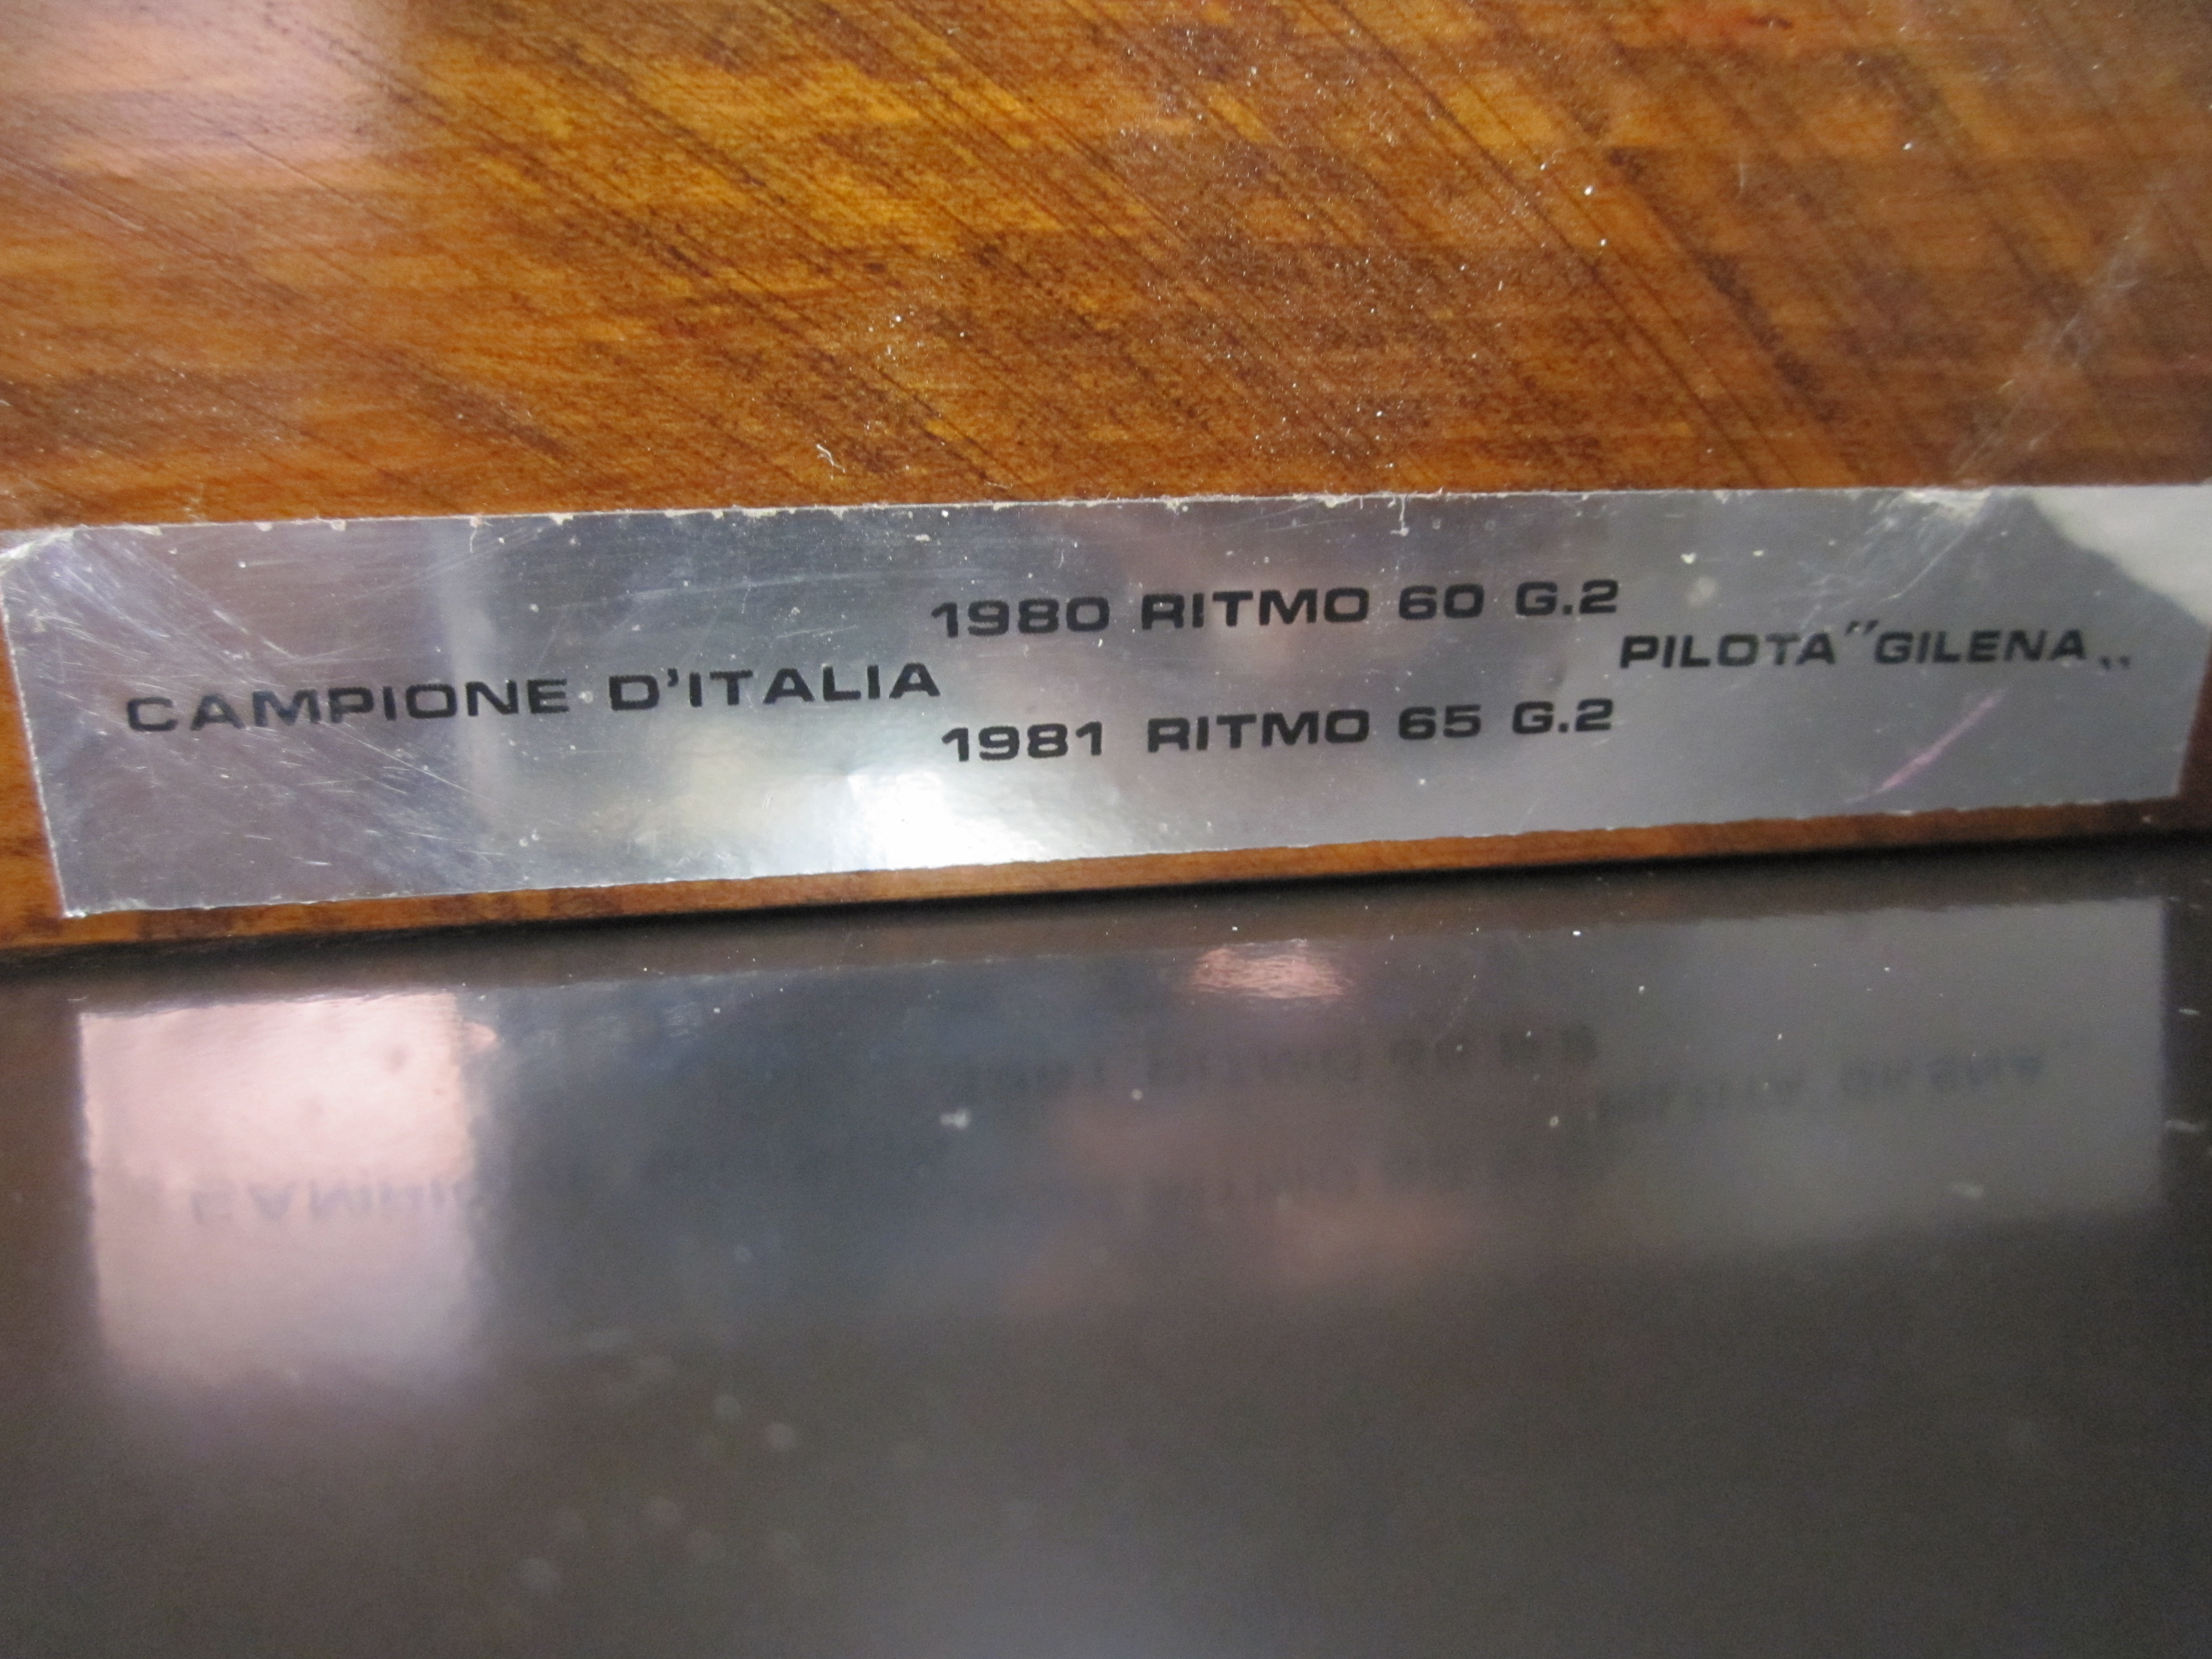 CAMPIONE D'ITALIA
1980 RITMO 60 G.2
1981 RITMO 65 G.2
PILOTA "GILENA„